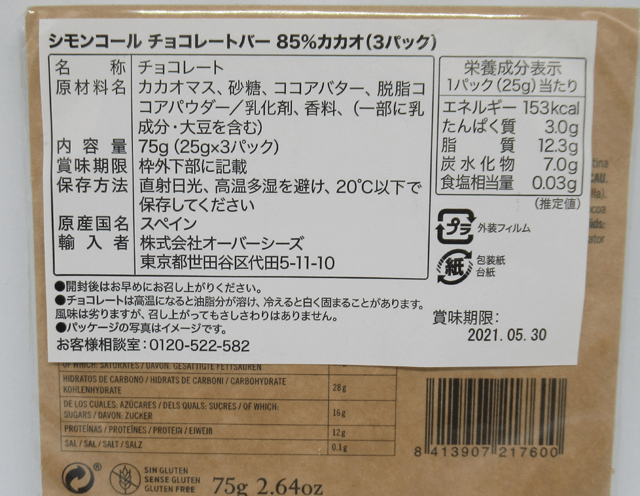 シモンコール チョコレートバー 85%カカオ(3パック)
名 称 チョコレート
原材料名 カカオマス、砂糖、ココアバター、脱脂コ
コアパウダー／乳化剤、香料、(一部に乳
成分・大豆を含む)
内 容 量 75g (25g×3パック)
賞味期限 枠外下部に記載
保存方法 直射日光、高温多湿を避け、20℃以下で
保存してください
原産国名 スペイン
輸 入 者 株式会社オーバーシーズ
東京都世田谷区代田5-11-10
栄養成分表示
1パック(25g)当たり
エネルギー 153kcal
たんぱく質 3.0g
脂 質 12.3g
炭水化物 7.0g
食塩相当量 0.03g
(推定値)
プラ 外装フィルム
紙 包装紙
台紙
●開封後はお早めにお召し上がりください。
●チョコレートは高温になると油脂分が溶け、冷えると白く固まることがあります。
風味は劣りますが、召し上がってもさしさわりはありません。
●パッケージの写真はイメージです。
お客様相談室:0120-522-582
賞味期限:
2021.05.30
OF WHICH: SATURATES / DAVON: GESÄTTIGTE FETTSÄUREN
HIDRATOS DE CARBONO / HIDRATS DE CARBONI / CARBOHYDRATE
KOHLENHYDRATE 28g
DE LOS CUALES: AZÚCARES / DELS QUALS: SUCRES / OF WHICH:
SUGARS / DAVON: ZUCKER 16g
PROTEÍNAS / PROTEÏNES / PROTEIN / EIWEIR 12g
SAL / SAL / SALT / SALZ 0.1g
SIN GLUTEN
SENSE GLUTEN
GLUTEN FREE
75g 2.64oz
8 413907 217600